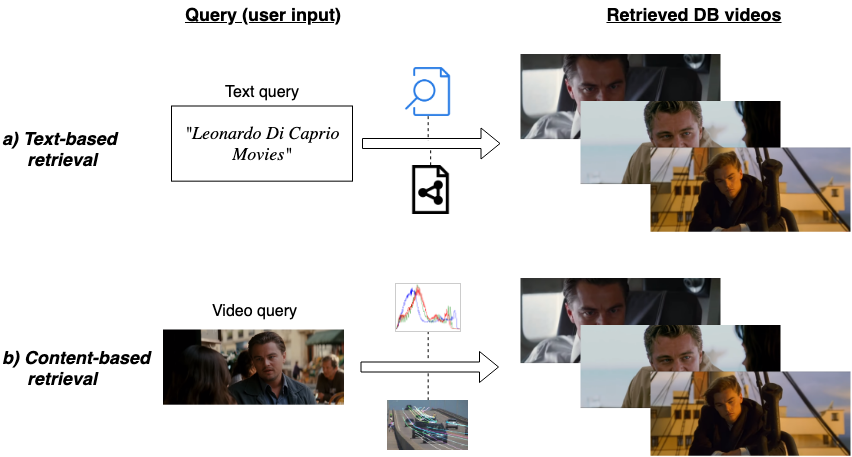 Query (user input)
Retrieved DB videos
Text query
a) Text-based
retrieval
"Leonardo Di Caprio
Movies"
Video query
b) Content-based
retrieval